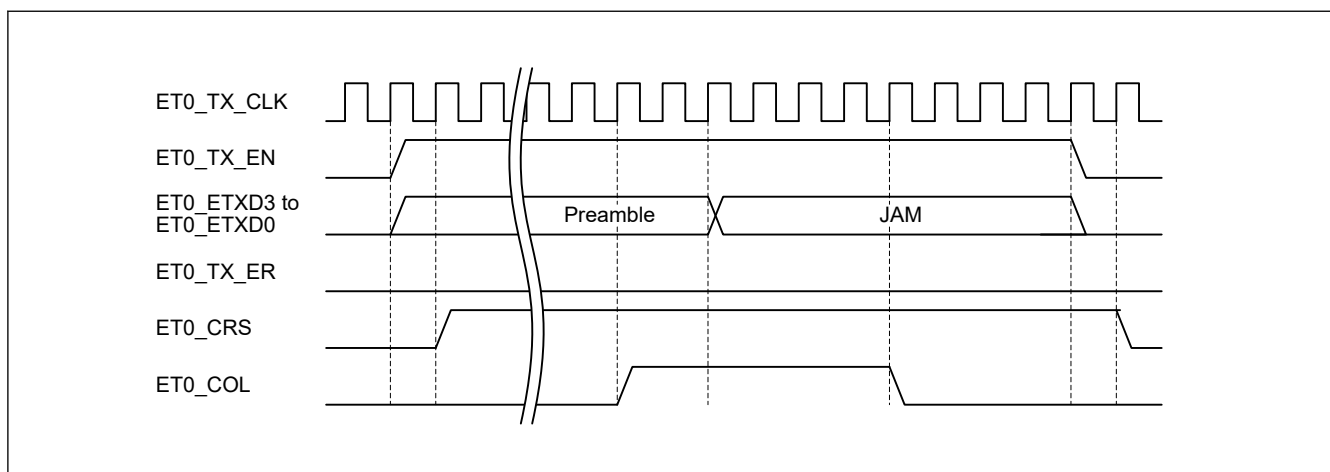 ET0_TX_CLK
ET0_TX_EN
ET0_ETXD3 to
ET0_ETXD0
Preamble
JAM
ET0_TX_ER
ET0_CRS
ET0_COL